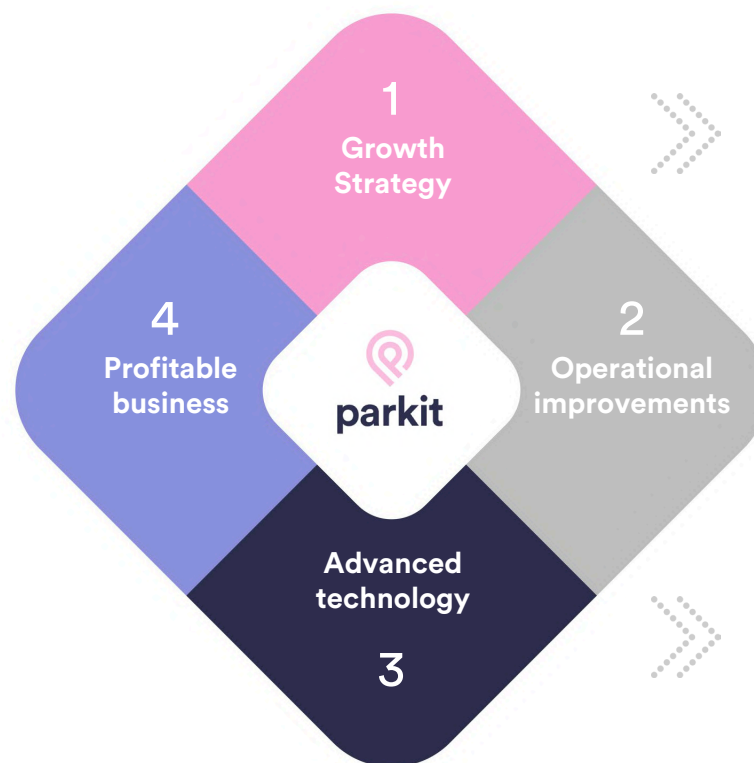 1
Growth
Strategy
4
Profitable
business
parkit
2
Operational
improvements
Advanced
technology
3